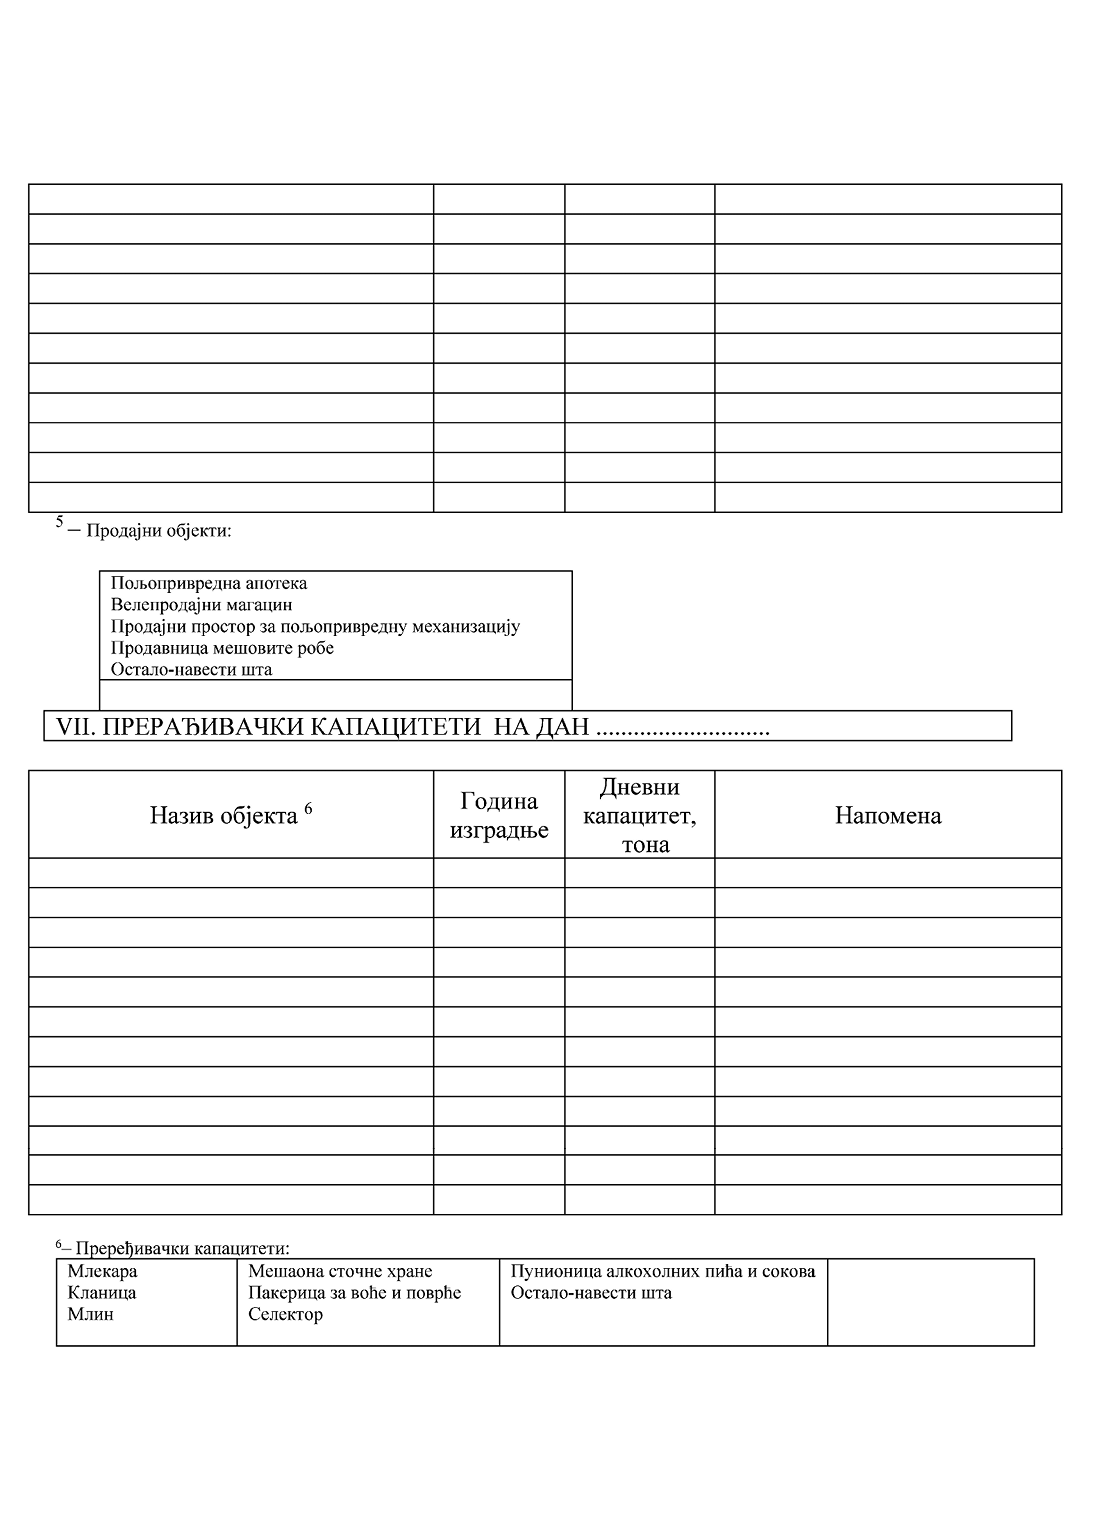 5 – Продајни објекти:
Пољопривредна апотека
Велепродајни магацин
Продајни простор за пољопривредну механизацију
Продавница мешовите робе
Остало-навести шта
VII. ПРЕРАЂИВАЧКИ КАПАЦИТЕТИ НА ДАН ............................
Назив објекта 6
Година
изградње
Дневни
капацитет,
тона
Напомена
6– Преређивачки капацитети:
Млекара
Кланица
Млин
Мешаона сточне хране
Пакерица за воће и поврће
Селектор
Пунионица алкохолних пића и сокова
Остало-навести шта